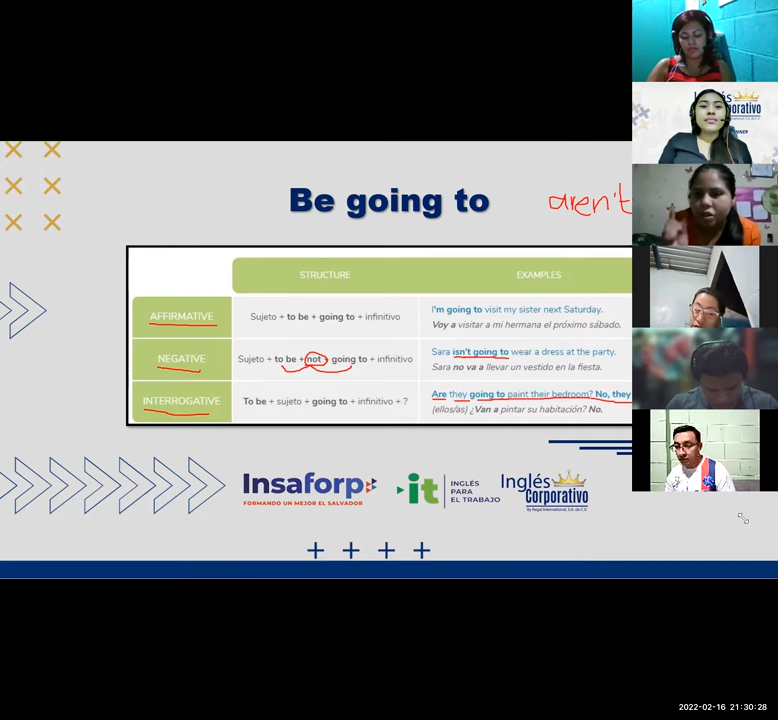 Inglés
Corporativo
Be going to
aren't
STRUCTURE EXAMPLES
AFFIRMATIVE Sujeto + to be + going to + infinitivo I'm going to visit my sister next Saturday.
Voy a visitar a mi hermana el próximo sábado.
NEGATIVE Sujeto + to be + not + going to + infinitivo Sara isn't going to wear a dress at the party.
Sara no va a llevar un vestido en la fiesta.
INTERROGATIVE To be + sujeto + going to + infinitivo + ? Are they going to paint their bedroom? No, they
(ellos/as) ¿Van a pintar su habitación? No.
Insaforp
FORMANDO UN MEJOR EL SALVADOR
it
INGLÉS
PARA
EL TRABAJO
Inglés
Corporativo
By Regal International, S.A. de C.V.
2022-02-16 21:30:28